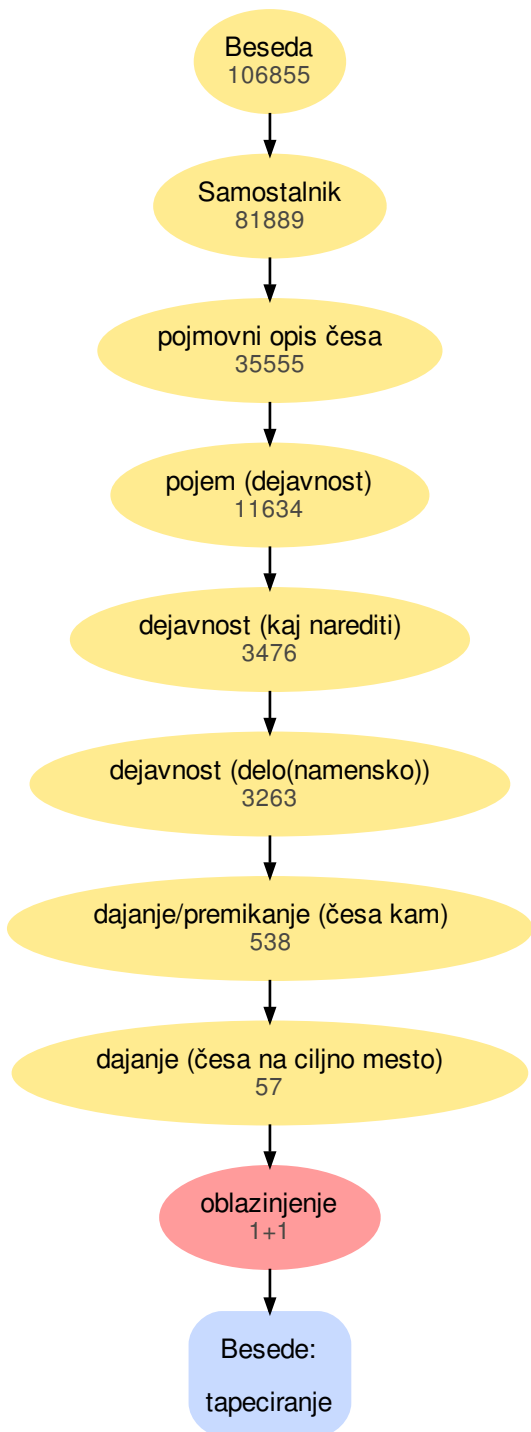 Beseda
106855
Samostalnik
81889
pojmovni opis česa
35555
pojem (dejavnost)
11634
dejavnost (kaj narediti)
3476
dejavnost (delo(namensko))
3263
dajanje/premikanje (česa kam)
538
dajanje (česa na ciljno mesto)
57
oblazinjenje
1+1
Besede:
tapeciranje